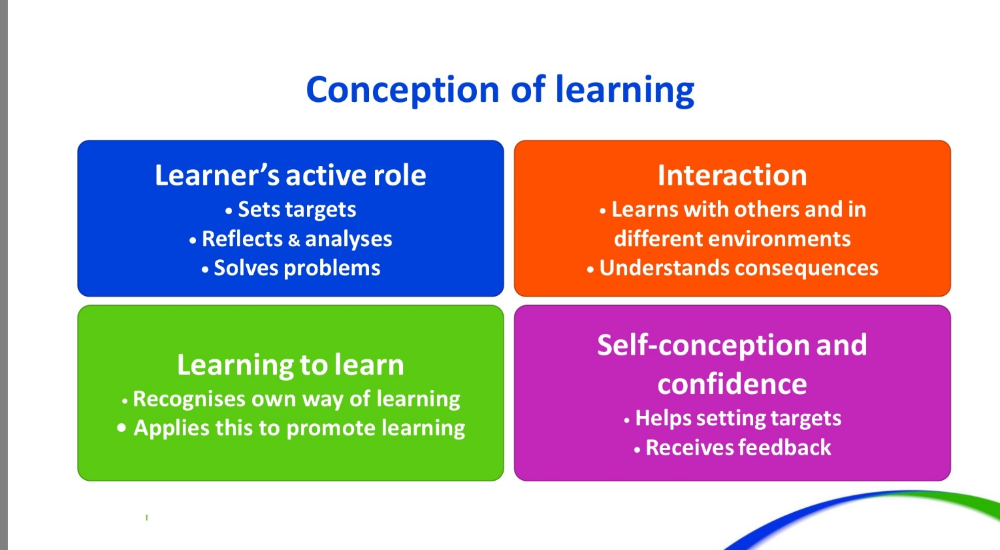 Conception of learning
Learner’s active role
• Sets targets
• Reflects & analyses
• Solves problems
Interaction
• Learns with others and in
different environments
• Understands consequences
Learning to learn
• Recognises own way of learning
• Applies this to promote learning
Self-conception and
confidence
• Helps setting targets
• Receives feedback